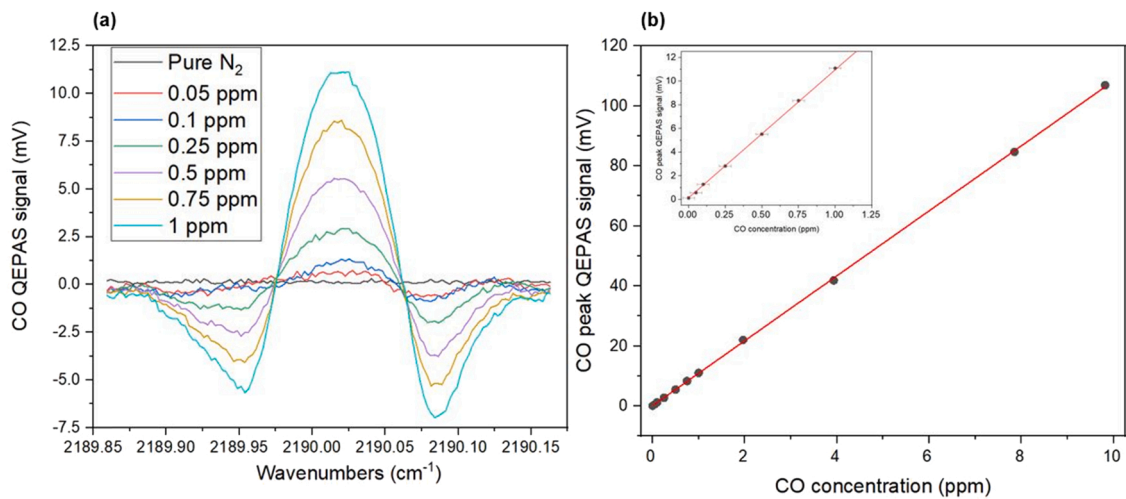 (a)
12.5
10.0
7.5
5.0
2.5
0.0
-2.5
-5.0
-7.5
CO QEPAS signal (mV)
Pure N₂
0.05 ppm
0.1 ppm
0.25 ppm
0.5 ppm
0.75 ppm
1 ppm
2189.85 2189.90 2189.95 2190.00 2190.05 2190.10 2190.15
Wavenumbers (cm⁻¹)
(b)
120
100
80
60
40
20
0
CO peak QEPAS signal (mV)
12
10
8
6
4
2
0
CO peak QEPAS signal (mV)
0.00 0.25 0.50 0.75 1.00 1.25
CO concentration (ppm)
0 2 4 6 8 10
CO concentration (ppm)